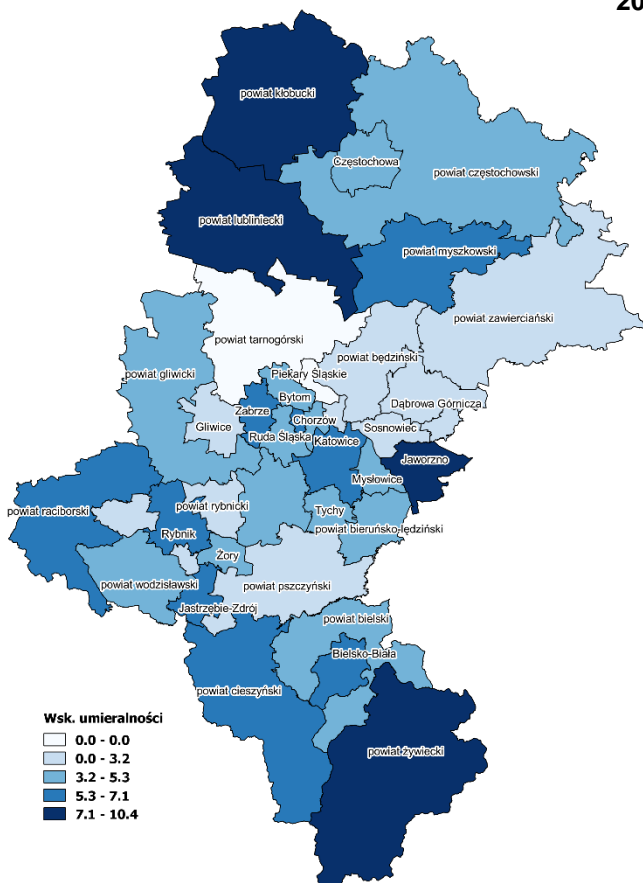 20
powiat kłobucki
Częstochowa
powiat częstochowski
powiat lubliniecki
powiat myszkowski
powiat zawierciański
powiat tarnogórski
powiat będziński
powiat gliwicki
Piekary Śląskie
Bytom
Dąbrowa Górnicza
Zabrze
Chorzów
Gliwice
Sosnowiec
Ruda Śląska
Katowice
Jaworzno
Mysłowice
powiat rybnicki
powiat raciborski
Tychy
powiat bieruńsko-lędziński
Rybnik
Żory
powiat wodzisławski
powiat pszczyński
Jastrzębie-Zdrój
powiat bielski
Bielsko-Biała
powiat cieszyński
powiat żywiecki
Wsk. umieralności
0.0 - 0.0
0.0 - 3.2
3.2 - 5.3
5.3 - 7.1
7.1 - 10.4